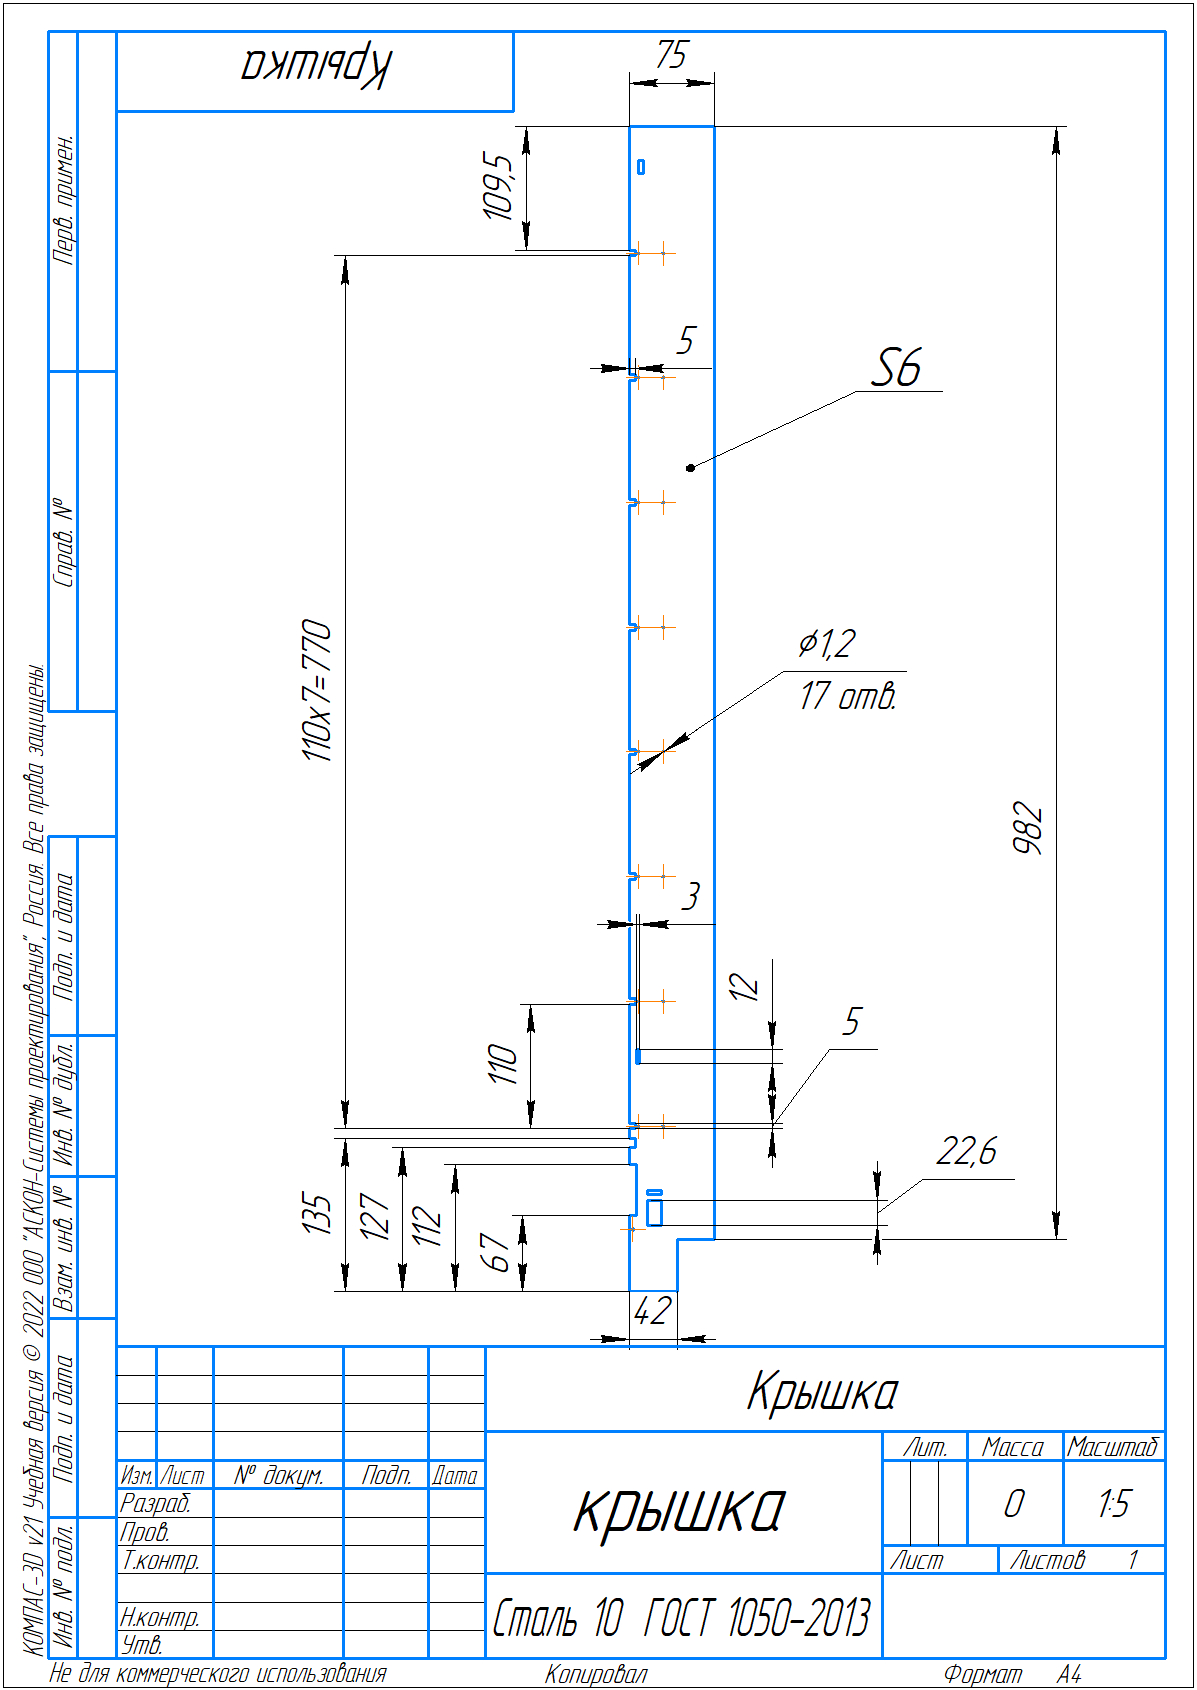 Крышка
75
109,5
5
S6
110x7=770
⌀1,2
17 отв.
982
3
12
5
110
22,6
135
127
112
67
42
Перв. примен.
Справ. №
Подп. и дата
Инв. № дубл.
Взам. инв. №
Подп. и дата
Инв. № подл.
КОМПАС-3D v21 Учебная версия © 2022 ООО "АСКОН-Системы проектирования", Россия. Все права защищены.
Крышка
Лит. Масса Масштаб
Изм. Лист № докум. Подп. Дата
Разраб.
крышка
0 1:5
Пров.
Т.контр.
Лист Листов 1
Н.контр.
Сталь 10 ГОСТ 1050-2013
Утв.
Не для коммерческого использования Копировал Формат А4